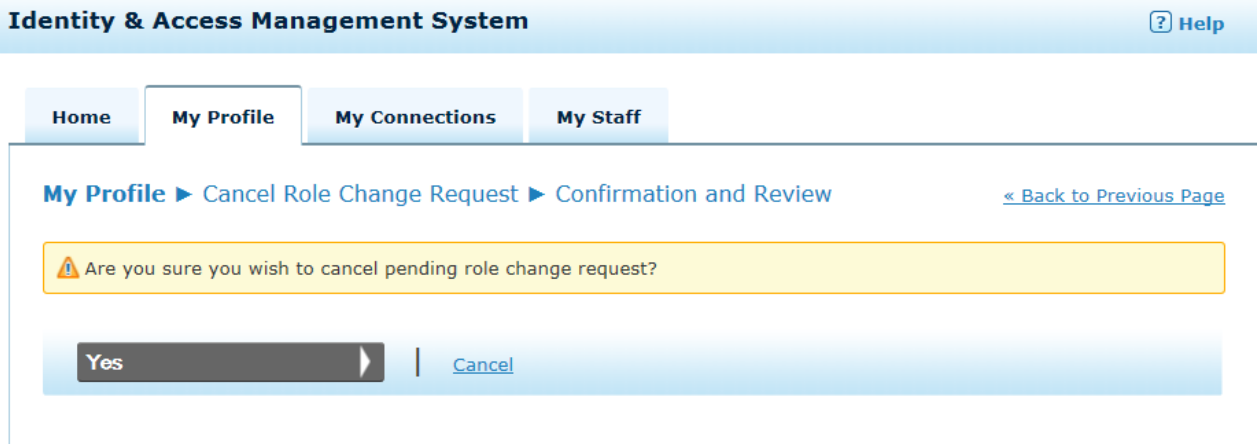 Identity & Access Management System
? Help
Home
My Profile
My Connections
My Staff
My Profile ► Cancel Role Change Request ► Confirmation and Review
« Back to Previous Page
Are you sure you wish to cancel pending role change request?
Yes
|
Cancel